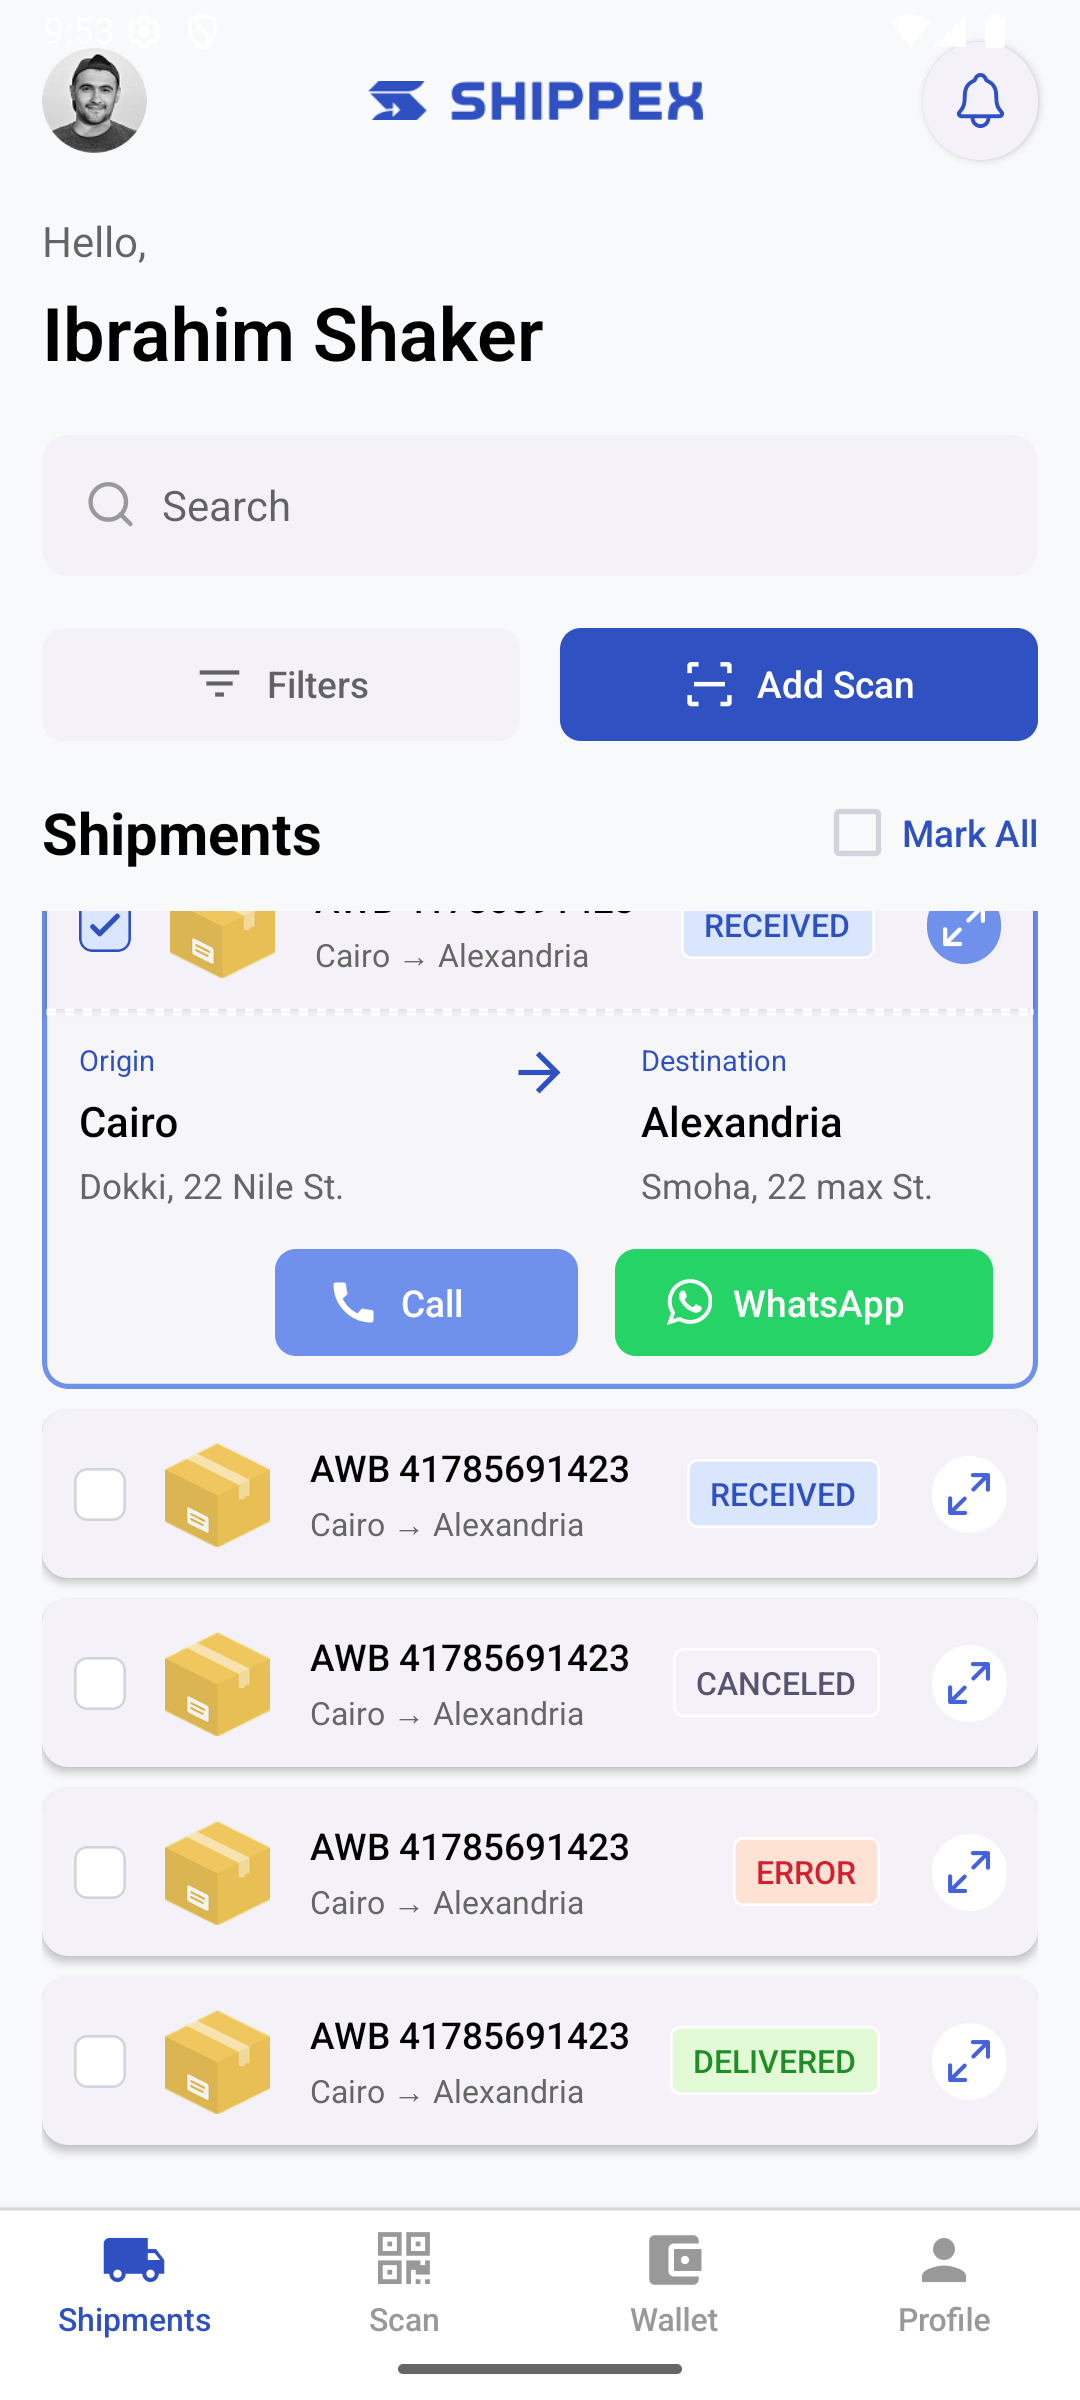 9:53
SHIPPEX
Hello,
Ibrahim Shaker
Search
Filters
Add Scan
Shipments
Mark All
AWB 41785691423
RECEIVED
Cairo → Alexandria
Origin
Destination
Cairo
Alexandria
Dokki, 22 Nile St.
Smoha, 22 max St.
Call
WhatsApp
AWB 41785691423
RECEIVED
Cairo → Alexandria
AWB 41785691423
CANCELED
Cairo → Alexandria
AWB 41785691423
ERROR
Cairo → Alexandria
AWB 41785691423
DELIVERED
Cairo → Alexandria
Shipments
Scan
Wallet
Profile